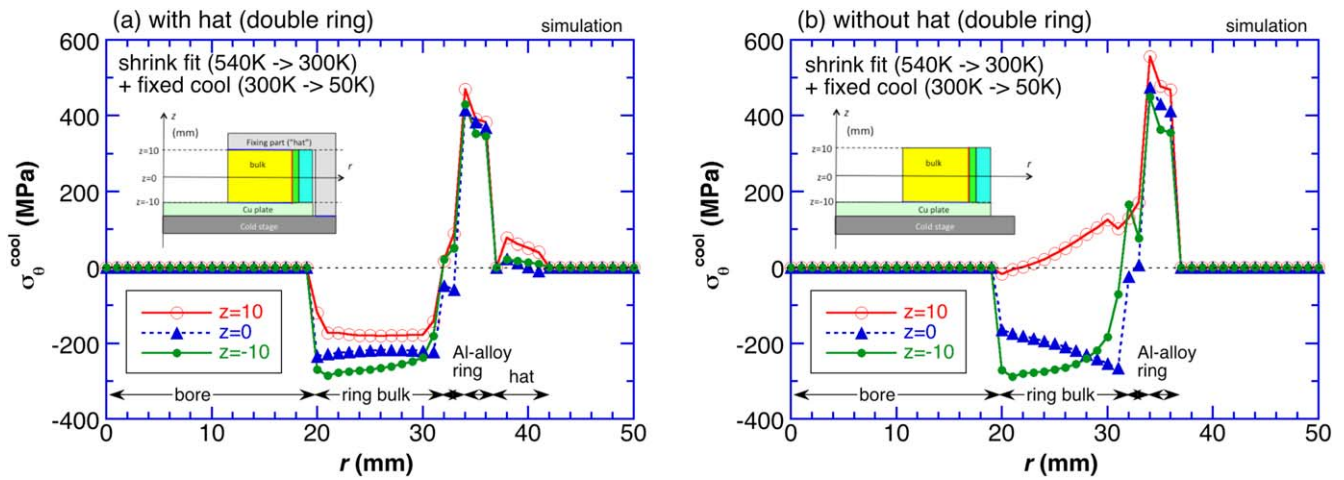 (a) with hat (double ring)
simulation
600
400
200
0
-200
-400
σθ^cool (MPa)
shrink fit (540K -> 300K)
+ fixed cool (300K -> 50K)
z
(mm)
Fixing part ("hat")
z=10
bulk
r
z=0
z=-10
Cu plate
Cold stage
z=10
z=0
z=-10
Al-alloy
ring
hat
bore
ring bulk
0 10 20 30 40 50
r (mm)
(b) without hat (double ring)
simulation
600
400
200
0
-200
-400
σθ^cool (MPa)
shrink fit (540K -> 300K)
+ fixed cool (300K -> 50K)
z
(mm)
z=10
bulk
r
z=0
z=-10
Cu plate
Cold stage
z=10
z=0
z=-10
Al-alloy
ring
bore
ring bulk
0 10 20 30 40 50
r (mm)